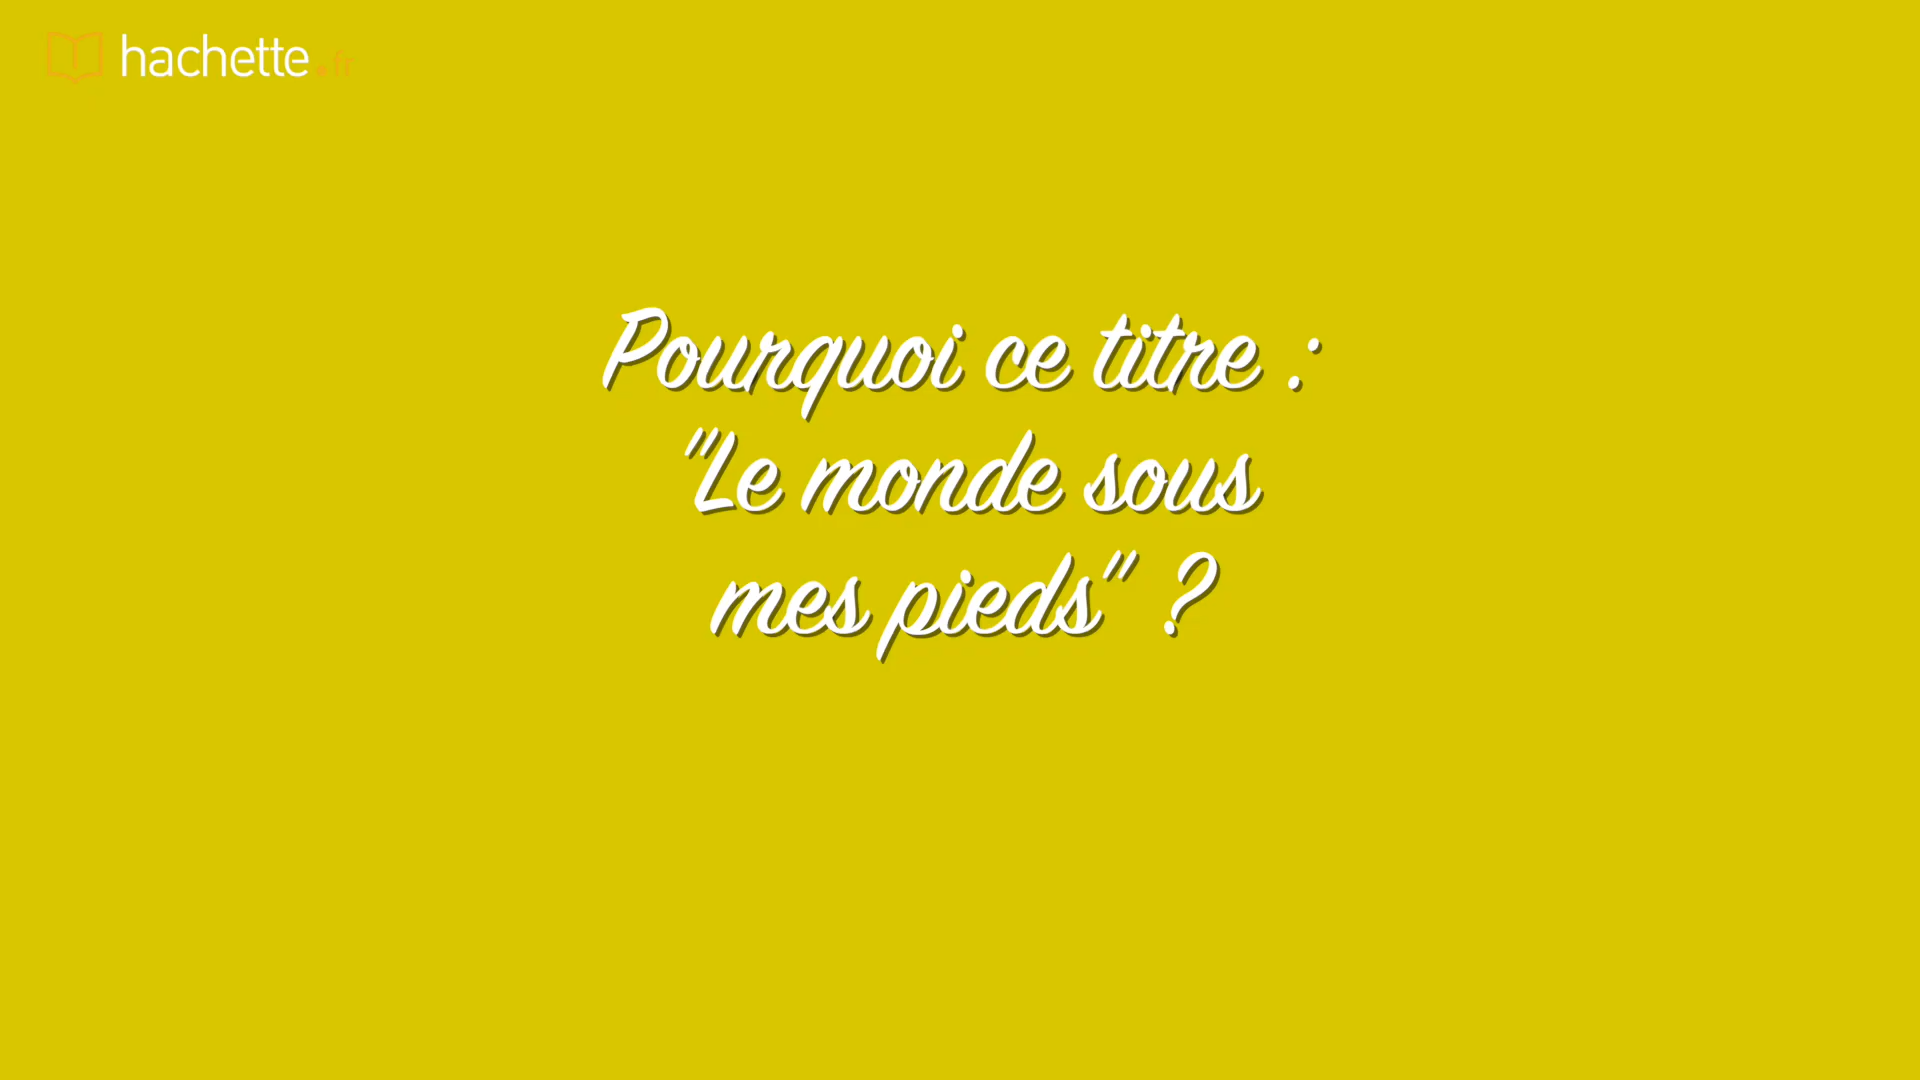 hachette.fr
Pourquoi ce titre :
"Le monde sous
mes pieds" ?